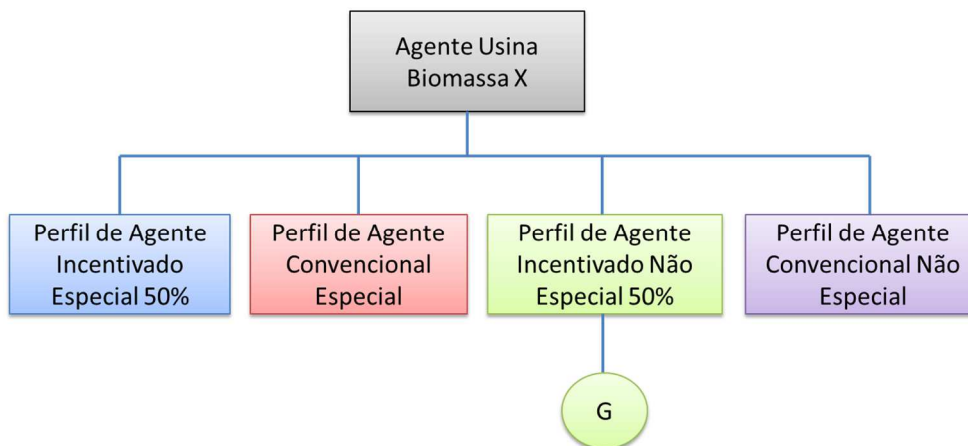 Agente Usina
Biomassa X
Perfil de Agente
Incentivado
Especial 50%
Perfil de Agente
Convencional
Especial
Perfil de Agente
Incentivado Não
Especial 50%
Perfil de Agente
Convencional Não
Especial
G